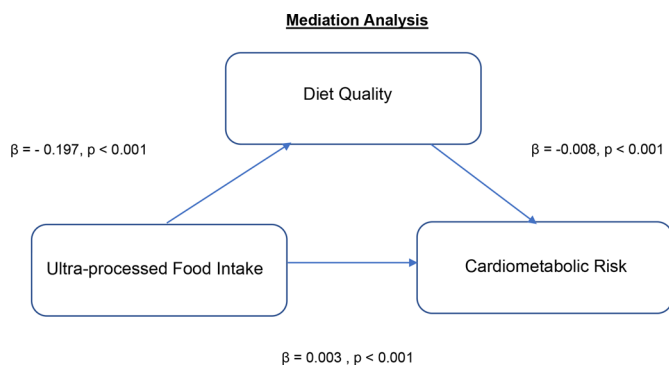 Mediation Analysis
Diet Quality
β = - 0.197, p < 0.001
β = -0.008, p < 0.001
Ultra-processed Food Intake
Cardiometabolic Risk
β = 0.003 , p < 0.001